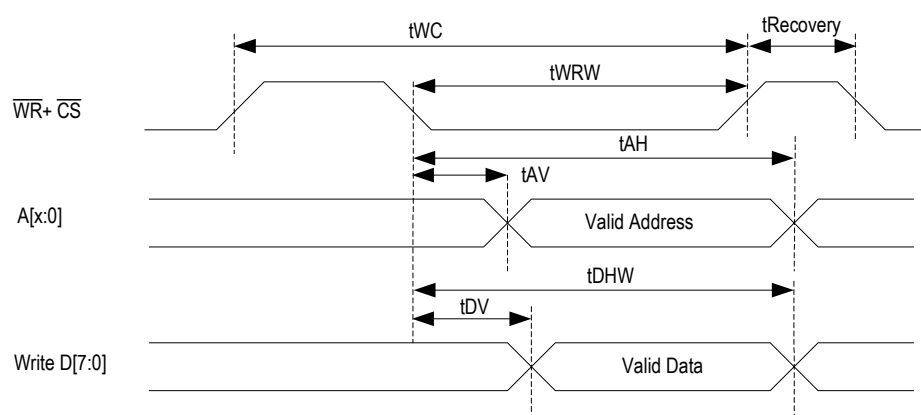 tWC
tRecovery
tWRW
WR+ CS
tAH
tAV
A[x:0]
Valid Address
tDHW
tDV
Write D[7:0]
Valid Data